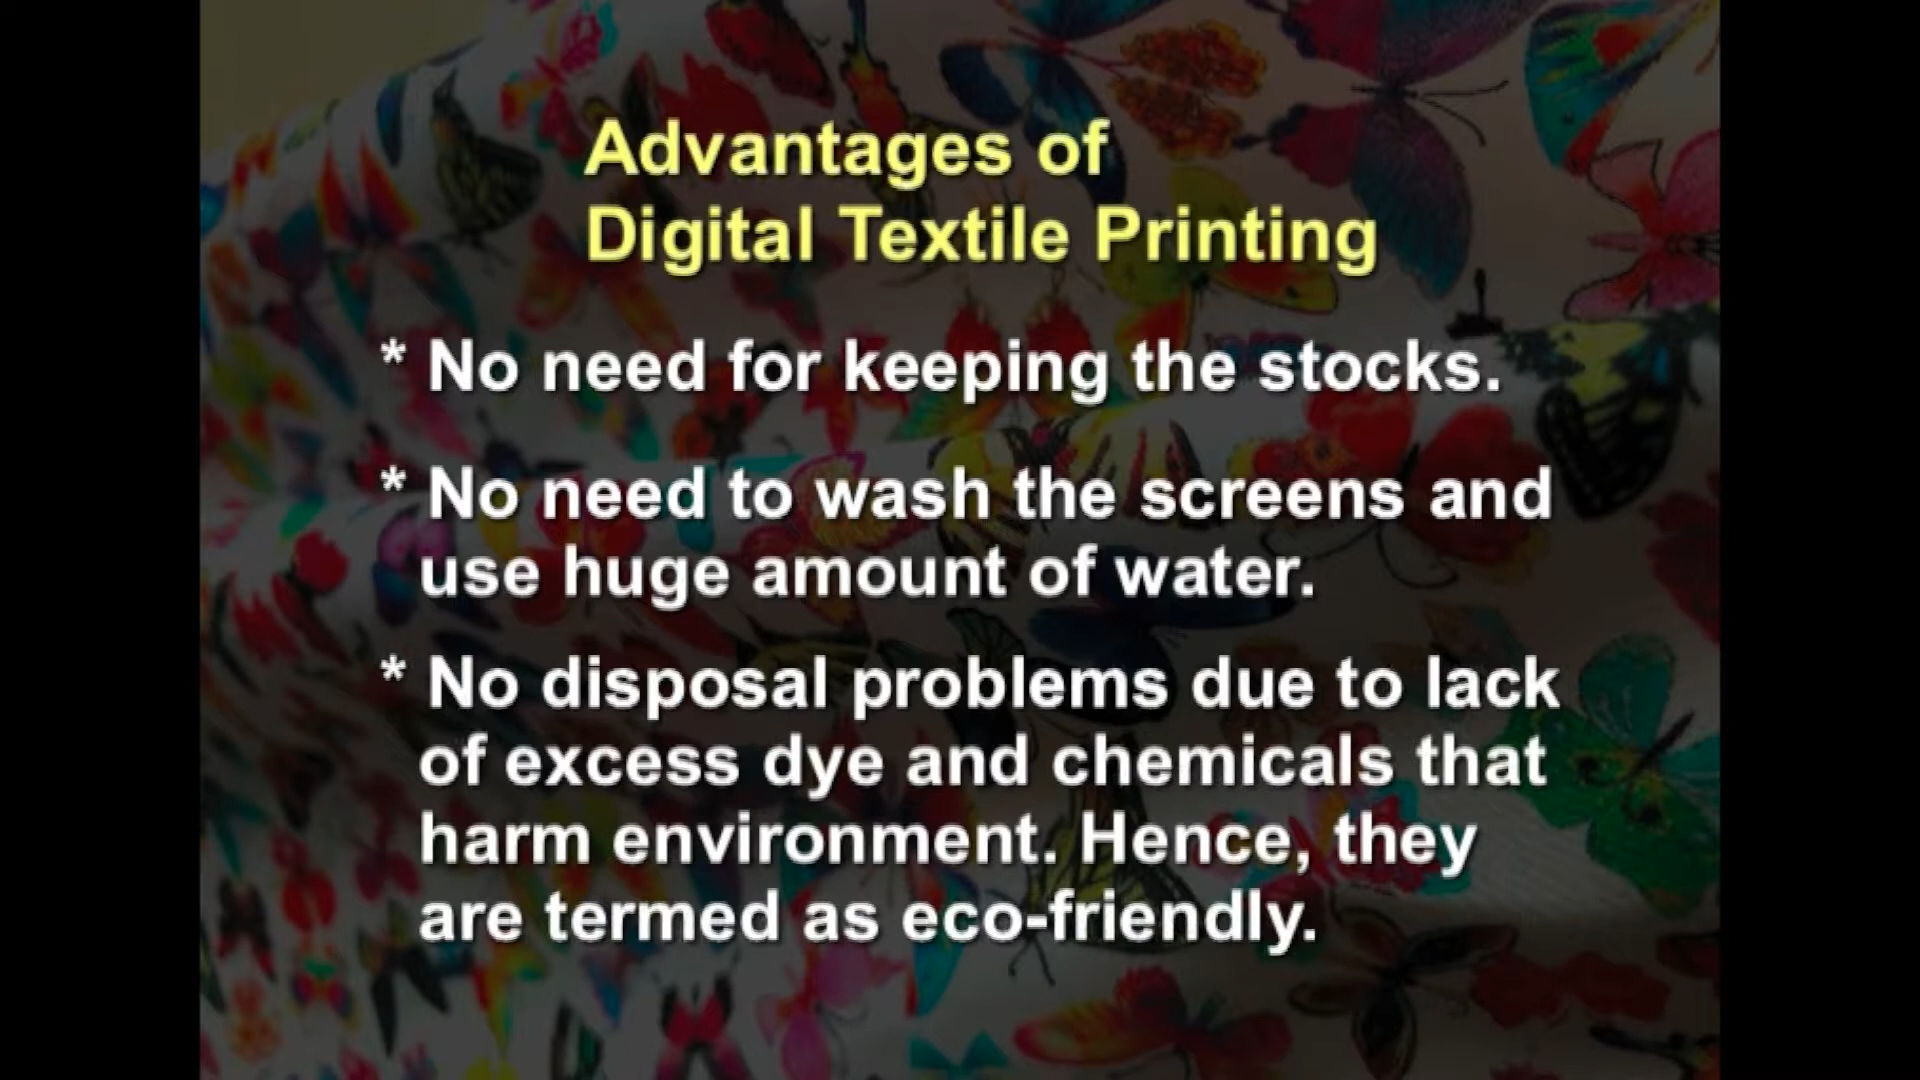 Advantages of
Digital Textile Printing
* No need for keeping the stocks.
* No need to wash the screens and
use huge amount of water.
* No disposal problems due to lack
of excess dye and chemicals that
harm environment. Hence, they
are termed as eco-friendly.